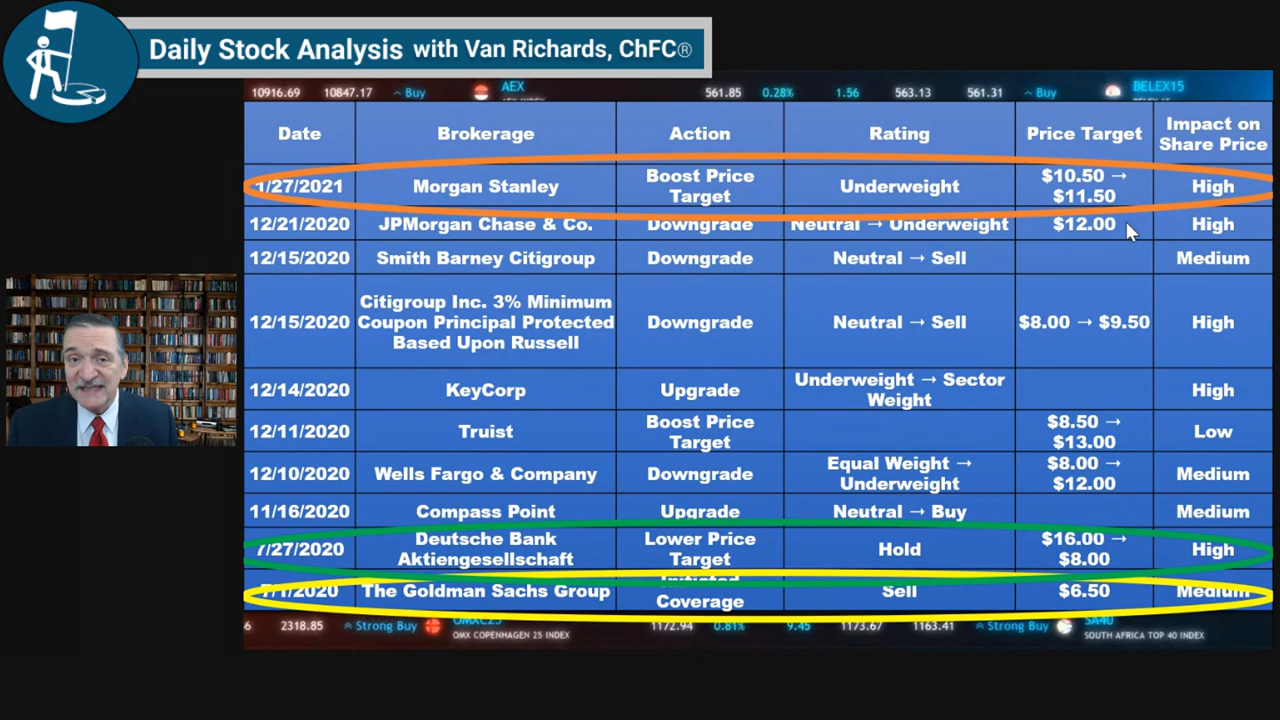 Daily Stock Analysis with Van Richards, ChFC®
10916.69 10847.17 Buy AEX 561.85 0.28% 1.56 563.13 561.31 Buy BELEX15
Date Brokerage Action Rating Price Target Impact on
Share Price
1/27/2021 Morgan Stanley Boost Price
Target Underweight $10.50 →
$11.50 High
12/21/2020 JPMorgan Chase & Co. Downgrade Neutral → Underweight $12.00 High
12/15/2020 Smith Barney Citigroup Downgrade Neutral → Sell Medium
12/15/2020 Citigroup Inc. 3% Minimum
Coupon Principal Protected
Based Upon Russell Downgrade Neutral → Sell $8.00 → $9.50 High
12/14/2020 KeyCorp Upgrade Underweight → Sector
Weight High
12/11/2020 Truist Boost Price
Target $8.50 →
$13.00 Low
12/10/2020 Wells Fargo & Company Downgrade Equal Weight →
Underweight $8.00 →
$12.00 Medium
11/16/2020 Compass Point Upgrade Neutral → Buy Medium
7/27/2020 Deutsche Bank
Aktiengesellschaft Lower Price
Target Hold $16.00 →
$8.00 High
7/1/2020 The Goldman Sachs Group Initiated
Coverage Sell $6.50 Medium
6 2318.85 Strong Buy OMXC25 1172.94 0.81% 9.45 1173.67 1163.41 Strong Buy SA40
OMX COPENHAGEN 25 INDEX SOUTH AFRICA TOP 40 INDEX